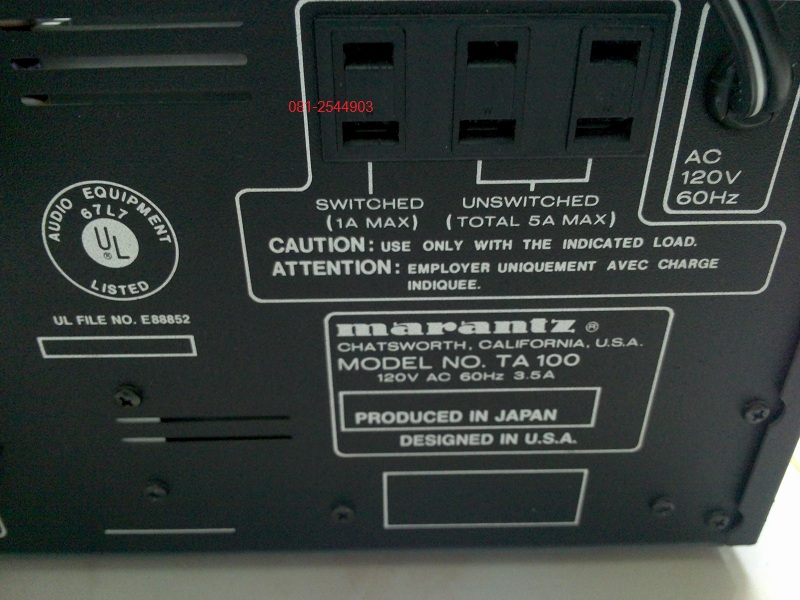 081-2544903
AC
120V
60Hz
SWITCHED
(1A MAX)
UNSWITCHED
(TOTAL 5A MAX)
CAUTION: USE ONLY WITH THE INDICATED LOAD.
ATTENTION: EMPLOYER UNIQUEMENT AVEC CHARGE
INDIQUEE.
AUDIO EQUIPMENT
67L7
UL
®
LISTED
UL FILE NO. E88852
marantz ®
CHATSWORTH, CALIFORNIA, U.S.A.
MODEL NO. TA 100
120V AC 60Hz 3.5A
PRODUCED IN JAPAN
DESIGNED IN U.S.A.